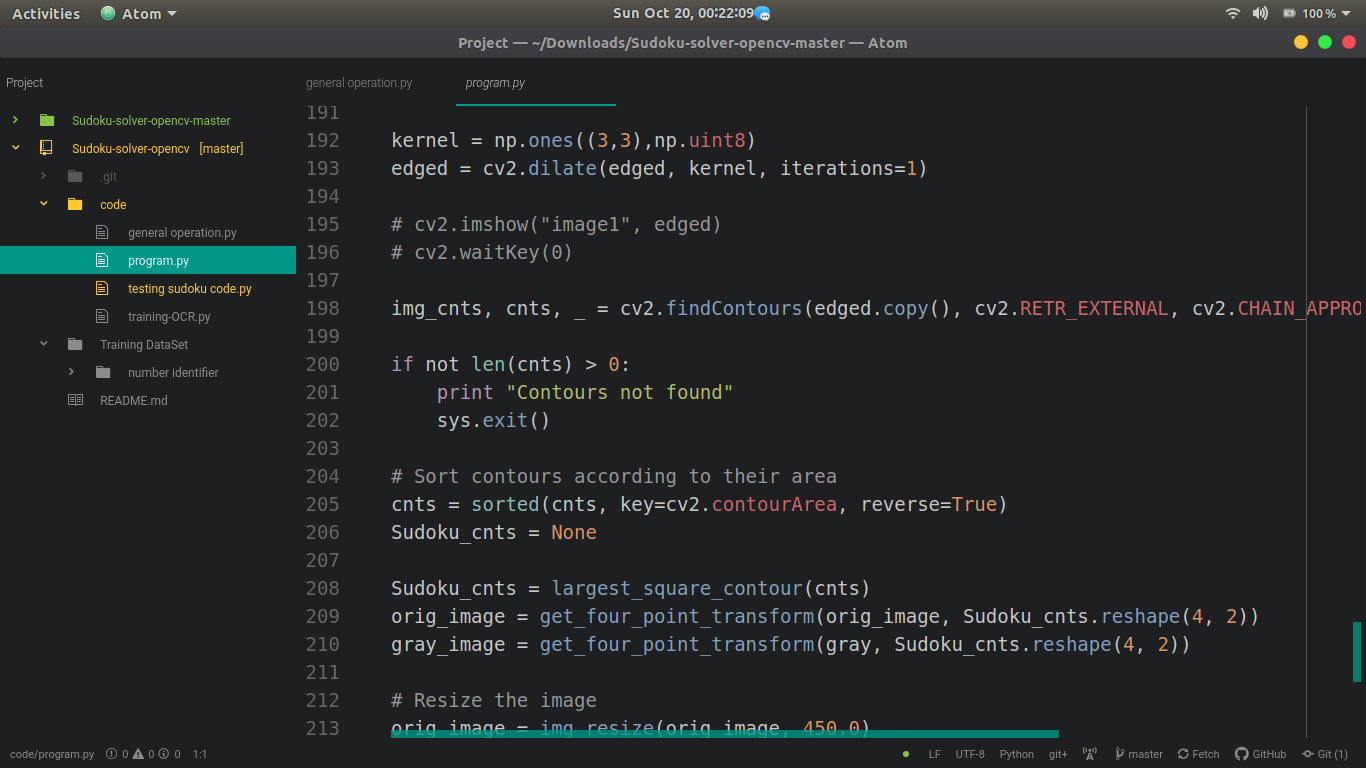 Activities Atom Sun Oct 20, 00:22:09 100 %
Project — ~/Downloads/Sudoku-solver-opencv-master — Atom
Project
Sudoku-solver-opencv-master
Sudoku-solver-opencv [master]
.git
code
general operation.py
program.py
testing sudoku code.py
training-OCR.py
Training DataSet
number identifier
README.md
general operation.py program.py
191
192 kernel = np.ones((3,3),np.uint8)
193 edged = cv2.dilate(edged, kernel, iterations=1)
194
195 # cv2.imshow("image1", edged)
196 # cv2.waitKey(0)
197
198 img_cnts, cnts, _ = cv2.findContours(edged.copy(), cv2.RETR_EXTERNAL, cv2.CHAIN_APPRO
199
200 if not len(cnts) > 0:
201 print "Contours not found"
202 sys.exit()
203
204 # Sort contours according to their area
205 cnts = sorted(cnts, key=cv2.contourArea, reverse=True)
206 Sudoku_cnts = None
207
208 Sudoku_cnts = largest_square_contour(cnts)
209 orig_image = get_four_point_transform(orig_image, Sudoku_cnts.reshape(4, 2))
210 gray_image = get_four_point_transform(gray, Sudoku_cnts.reshape(4, 2))
211
212 # Resize the image
213 orig_image = img_resize(orig_image, 450.0)
code/program.py 0 0 0 1:1 LF UTF-8 Python git+ master Fetch GitHub Git (1)